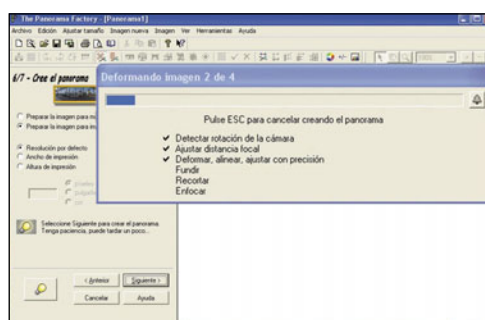 The Panorama Factory - [Panorama1]
Archivo Edición Ajustar tamaño Imagen nueva Imagen Ver Herramientas Ayuda
6/7 - Cree el panorama
Deformando imagen 2 de 4
Pulse ESC para cancelar creando el panorama
Detectar rotación de la cámara
Ajustar distancia focal
Deformar, alinear, ajustar con precisión
Fundir
Recortar
Enfocar
Preparar la imagen para
Preparar la imagen para
Resolución por defecto
Ancho de impresión
Altura de impresión
Seleccione Siguiente para crear el panorama.
Tenga paciencia, puede tardar un poco...
< Anterior Siguiente >
Cancelar Ayuda